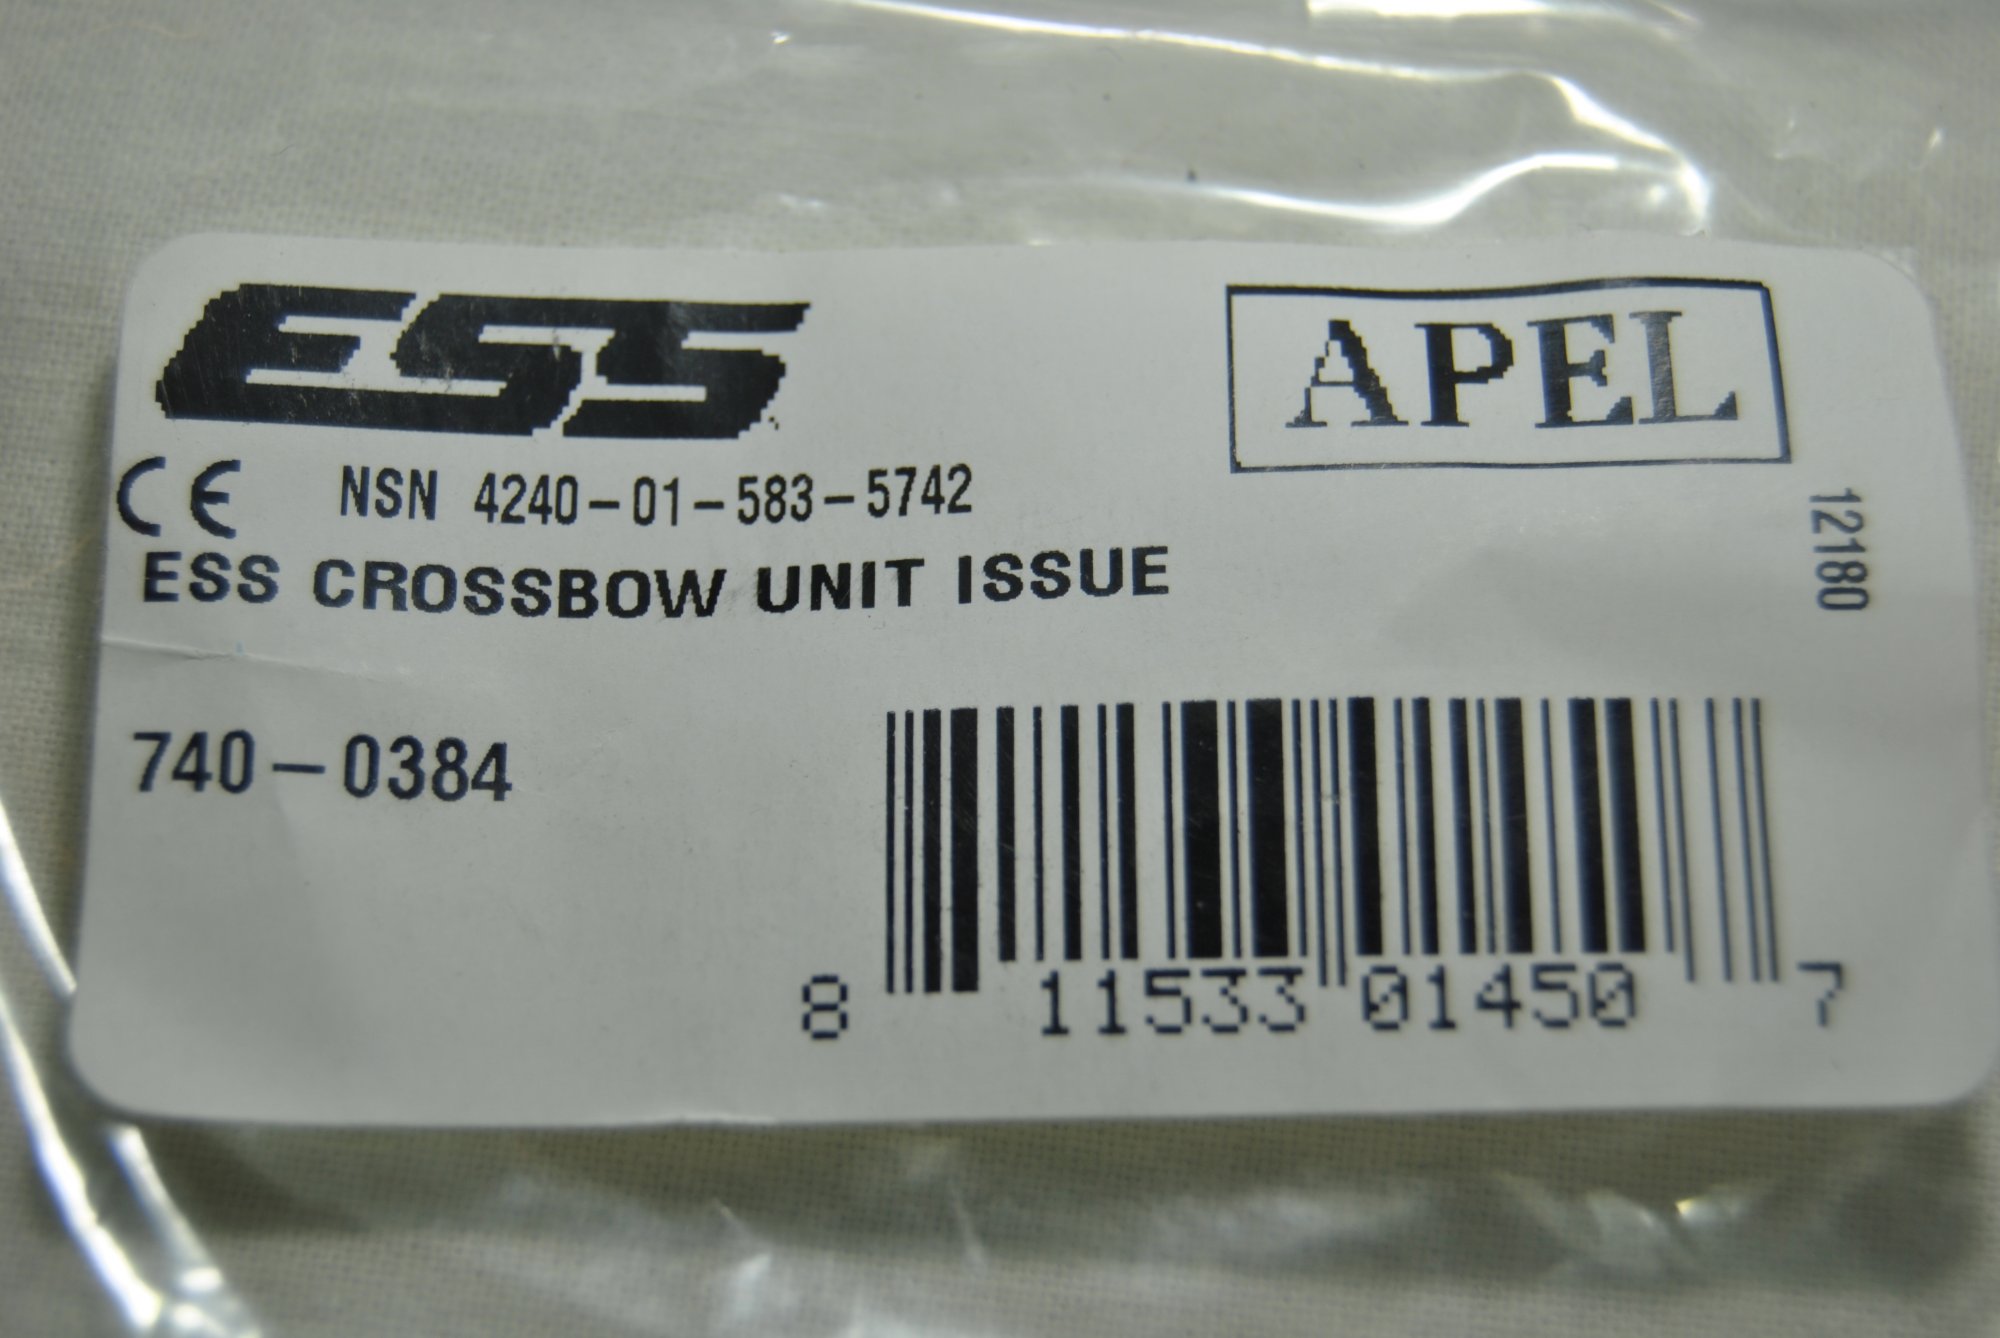 ESS
APEL
CE NSN 4240-01-583-5742
12180
ESS CROSSBOW UNIT ISSUE
740-0384
8 11533 01450 7